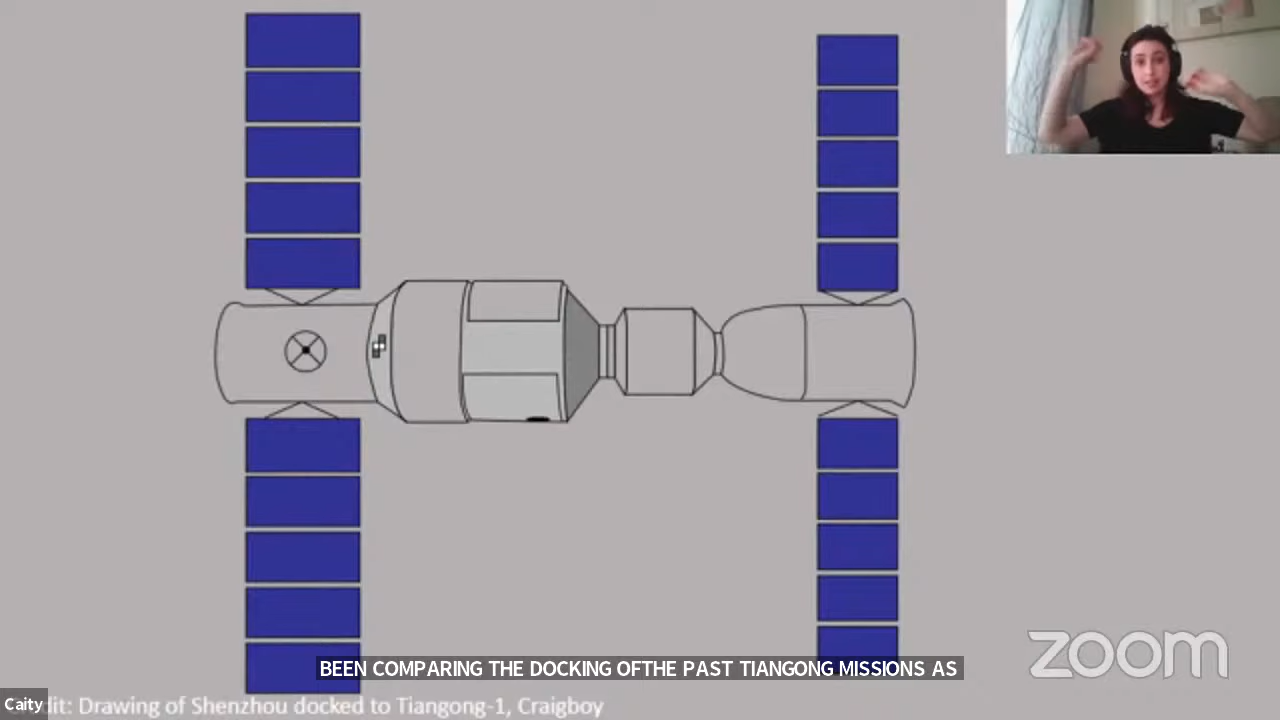 BEEN COMPARING THE DOCKING OFTHE PAST TIANGONG MISSIONS AS
zoom
Caity
dit: Drawing of Shenzhou docked to Tiangong-1, Craigboy